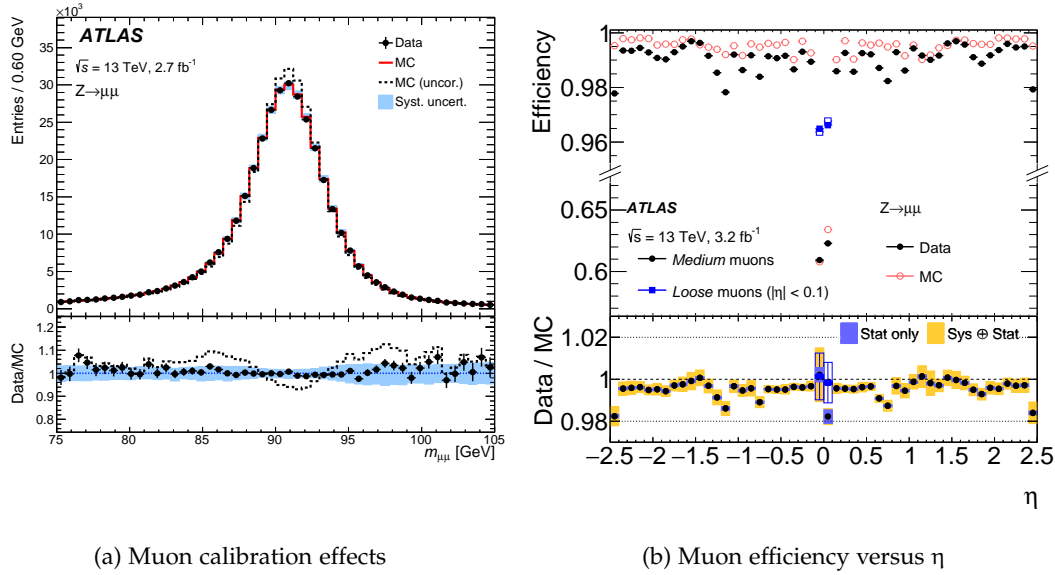 ×10³
ATLAS
√s = 13 TeV, 2.7 fb⁻¹
Z→μμ
Data
MC
MC (uncor.)
Syst. uncert.
Entries / 0.60 GeV
35
30
25
20
15
10
5
0
Data/MC
1.2
1.1
1
0.9
0.8
75 80 85 90 95 100 105
mμμ [GeV]
(a) Muon calibration effects
Efficiency
1
0.98
0.96
0.65
0.6
ATLAS
√s = 13 TeV, 3.2 fb⁻¹
Medium muons
Loose muons (|η| < 0.1)
Z→μμ
Data
MC
Stat only
Sys ⊕ Stat
Data / MC
1.02
1
0.98
−2.5 −2 −1.5 −1 −0.5 0 0.5 1 1.5 2 2.5
η
(b) Muon efficiency versus η